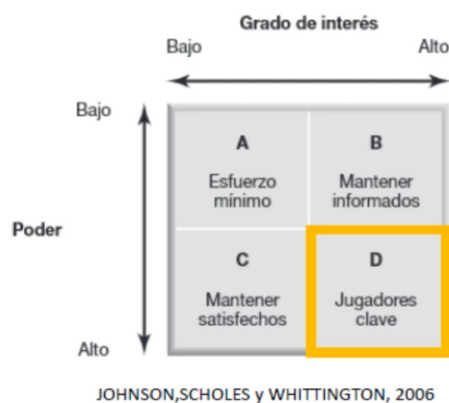 Grado de interés
Bajo
Alto
Bajo
Poder
Alto
A
Esfuerzo
mínimo
B
Mantener
informados
C
Mantener
satisfechos
D
Jugadores
clave
JOHNSON,SCHOLES y WHITTINGTON, 2006